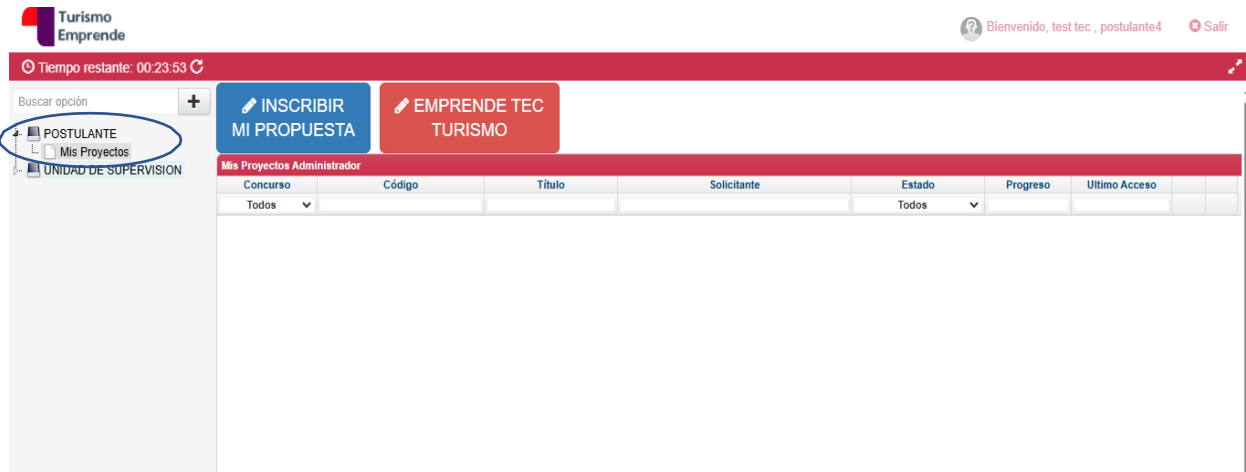 Turismo
Emprende
Bienvenido, test tec , postulante4
Salir
Tiempo restante: 00:23:53
Buscar opción
POSTULANTE
Mis Proyectos
UNIDAD DE SUPERVISION
INSCRIBIR
MI PROPUESTA
EMPRENDE TEC
TURISMO
Mis Proyectos Administrador
Concurso Código Título Solicitante Estado Progreso Ultimo Acceso
Todos Todos